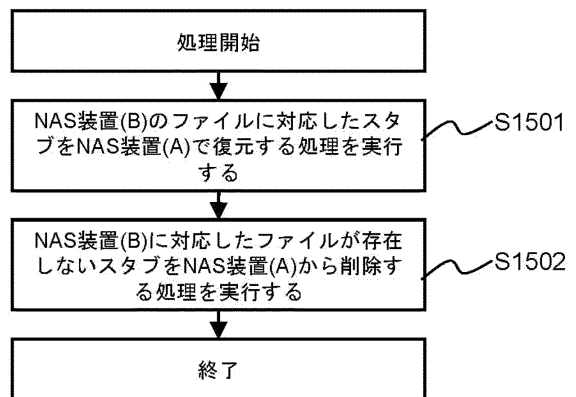 処理開始
NAS装置(B)のファイルに対応したスタ
ブをNAS装置(A)で復元する処理を実行
する
S1501
NAS装置(B)に対応したファイルが存在
しないスタブをNAS装置(A)から削除す
る処理を実行する
S1502
終了